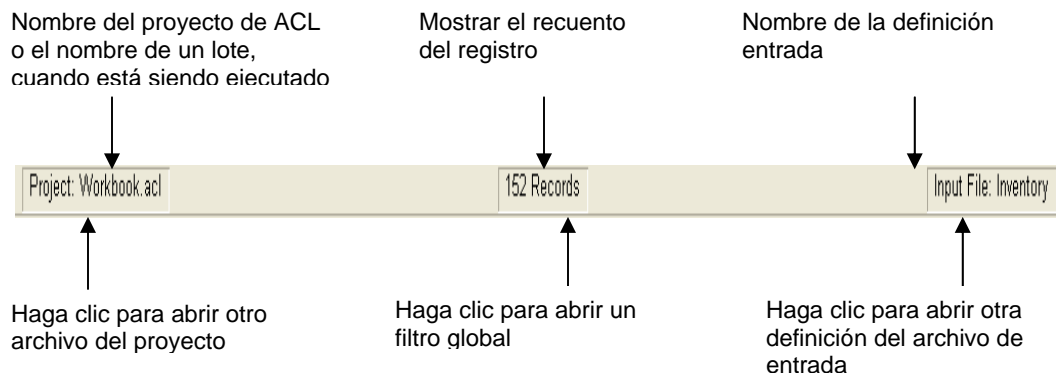 Nombre del proyecto de ACL
o el nombre de un lote,
cuando está siendo ejecutado
Mostrar el recuento
del registro
Nombre de la definición
entrada
Project: Workbook.acl
152 Records
Input File: Inventory
Haga clic para abrir otro
archivo del proyecto
Haga clic para abrir un
filtro global
Haga clic para abrir otra
definición del archivo de
entrada